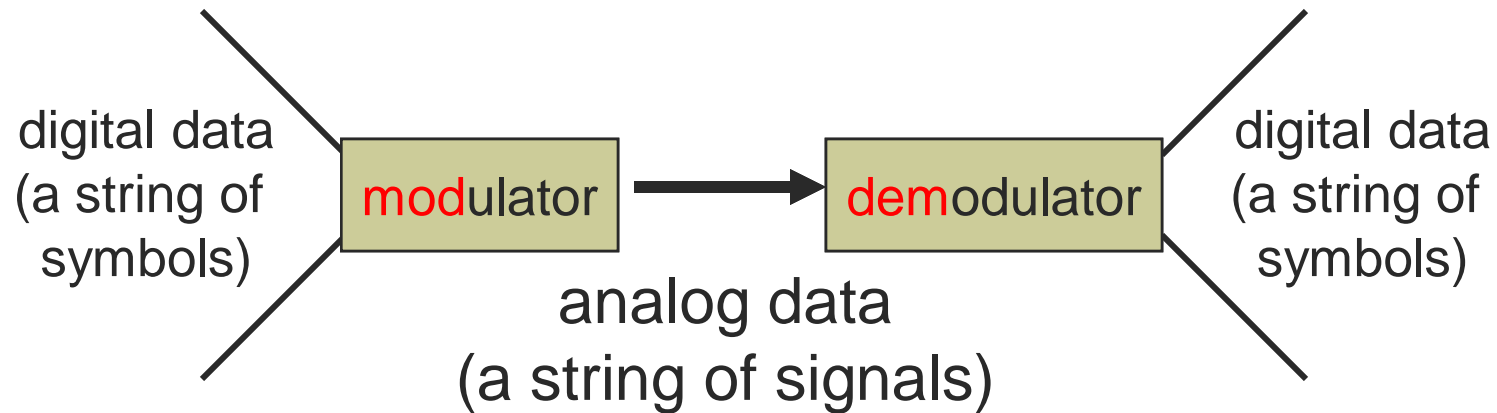 digital data
(a string of
symbols)
modulator
demodulator
digital data
(a string of
symbols)
analog data
(a string of signals)